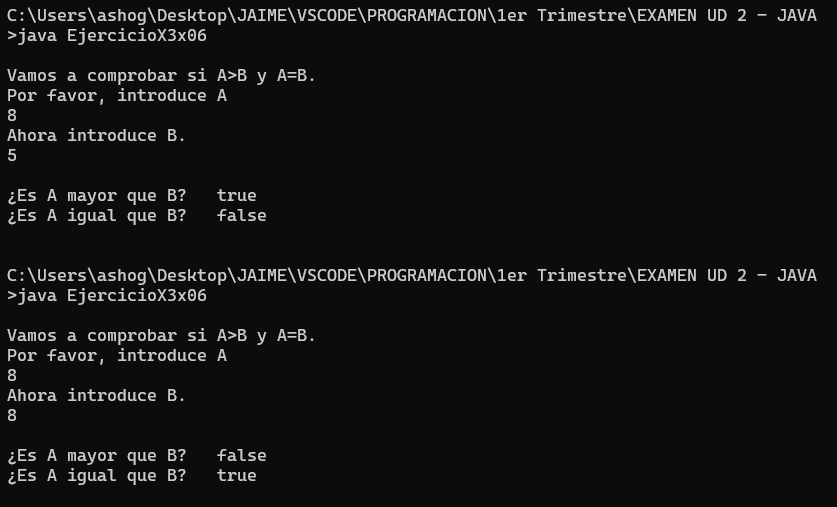 C:\Users\ashog\Desktop\JAIME\VSCODE\PROGRAMACION\1er Trimestre\EXAMEN UD 2 - JAVA
>java EjercicioX3x06
Vamos a comprobar si A>B y A=B.
Por favor, introduce A
8
Ahora introduce B.
5
¿Es A mayor que B?   true
¿Es A igual que B?   false
C:\Users\ashog\Desktop\JAIME\VSCODE\PROGRAMACION\1er Trimestre\EXAMEN UD 2 - JAVA
>java EjercicioX3x06
Vamos a comprobar si A>B y A=B.
Por favor, introduce A
8
Ahora introduce B.
8
¿Es A mayor que B?   false
¿Es A igual que B?   true